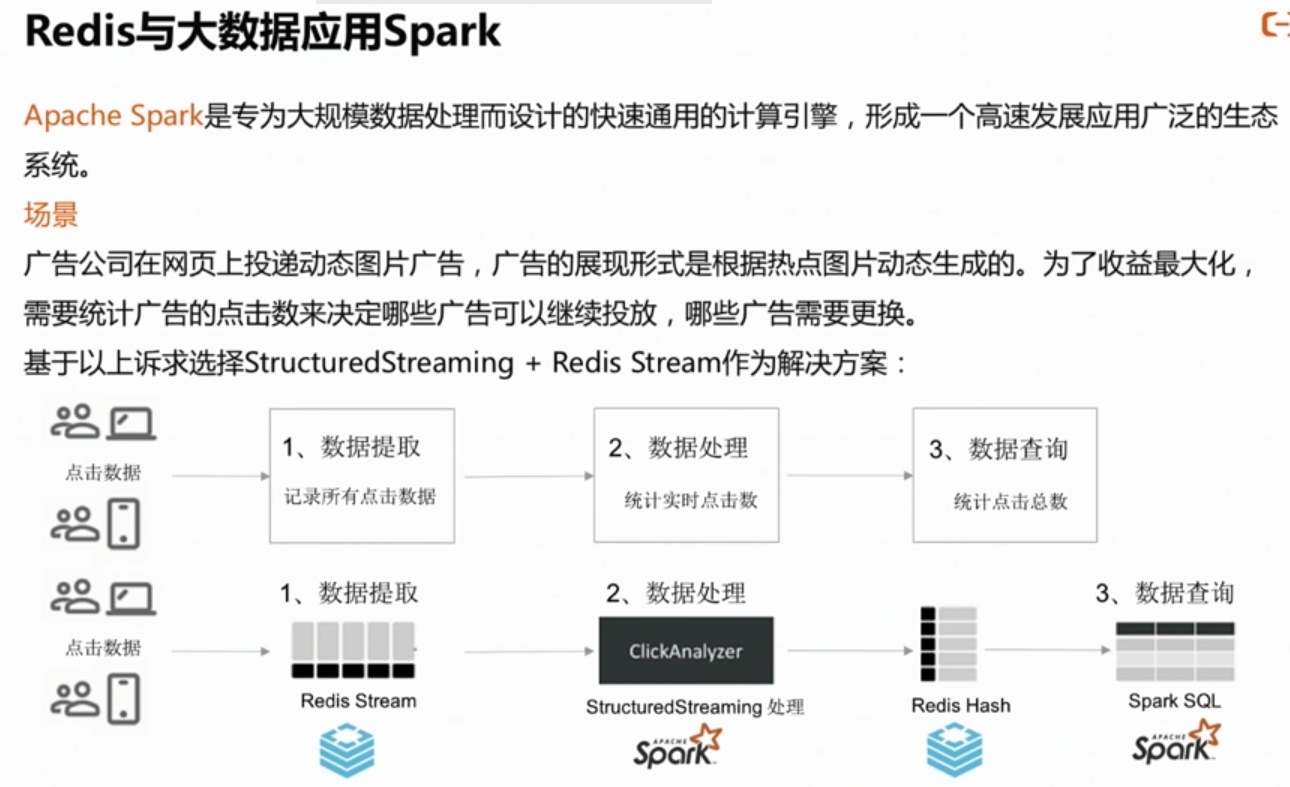 Redis与大数据应用Spark
Apache Spark是专为大规模数据处理而设计的快速通用的计算引擎，形成一个高速发展应用广泛的生态
系统。
场景
广告公司在网页上投递动态图片广告，广告的展现形式是根据热点图片动态生成的。为了收益最大化，
需要统计广告的点击数来决定哪些广告可以继续投放，哪些广告需要更换。
基于以上诉求选择StructuredStreaming + Redis Stream作为解决方案：
点击数据
1、数据提取
记录所有点击数据
2、数据处理
统计实时点击数
3、数据查询
统计点击总数
点击数据
1、数据提取
Redis Stream
2、数据处理
ClickAnalyzer
StructuredStreaming 处理
APACHE
Spark
Redis Hash
3、数据查询
Spark SQL
APACHE
Spark